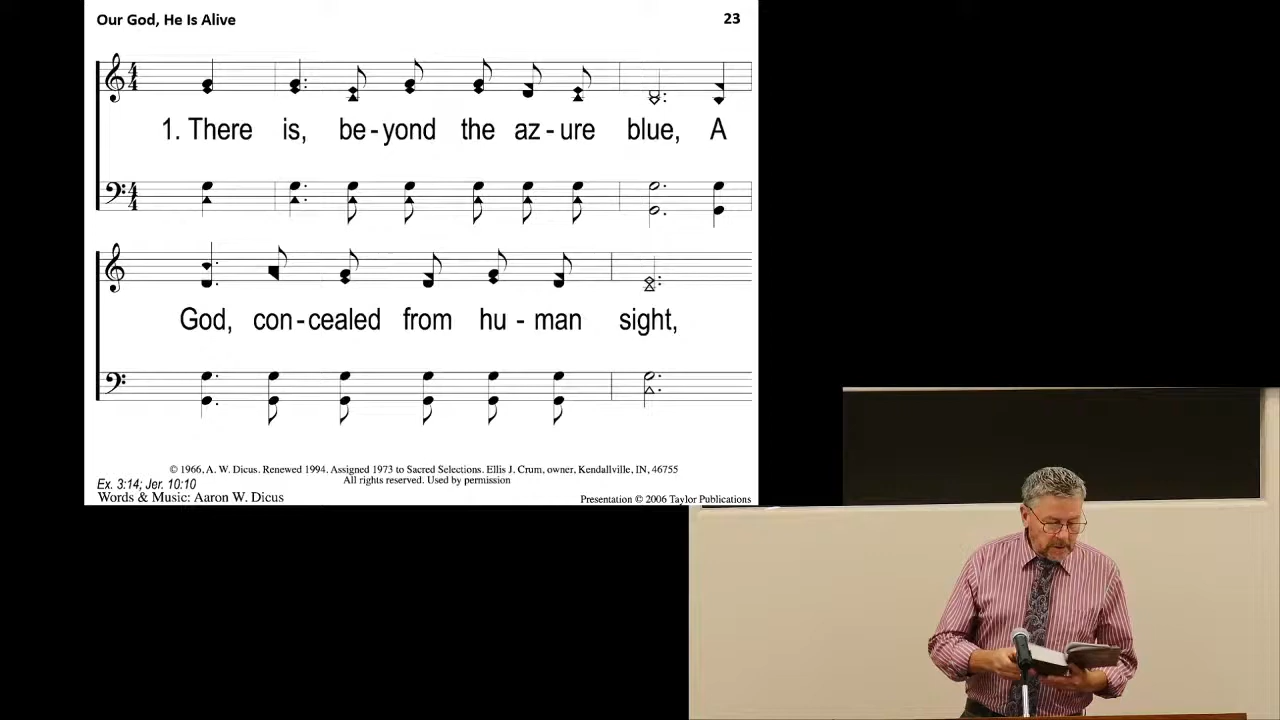 Our God, He Is Alive 23
1. There is, be-yond the az-ure blue, A
God, con-cealed from hu-man sight,
© 1966, A. W. Dicus. Renewed 1994. Assigned 1973 to Sacred Selections. Ellis J. Crum, owner, Kendallville, IN, 46755
All rights reserved. Used by permission
Ex. 3:14; Jer. 10:10
Words & Music: Aaron W. Dicus
Presentation © 2006 Taylor Publications